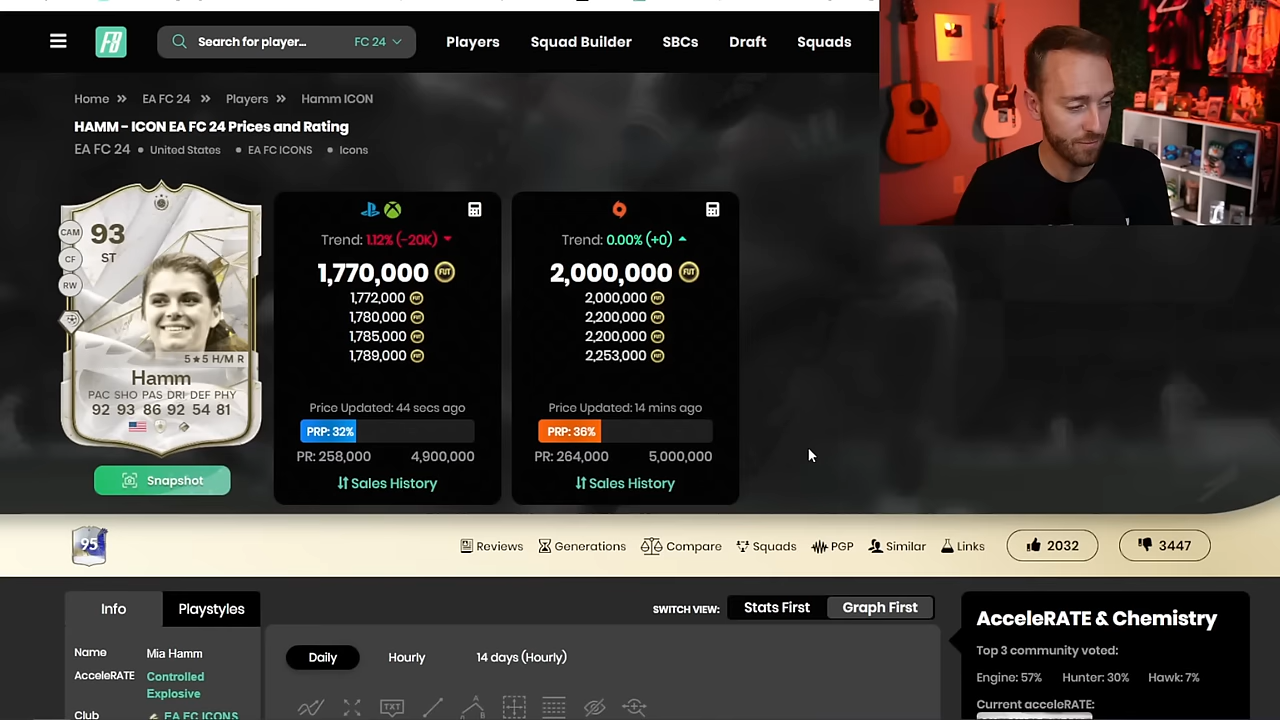 FB
Search for player... FC 24
Players Squad Builder SBCs Draft Squads
Home » EA FC 24 » Players » Hamm ICON
HAMM - ICON EA FC 24 Prices and Rating
EA FC 24 • United States • EA FC ICONS • Icons
93
ST
CAM
CF
RW
5★5 H/M R
Hamm
PAC SHO PAS DRI DEF PHY
92 93 86 92 54 81
Snapshot
Trend: 1.12% (-20K)
1,770,000 FUT
1,772,000
1,780,000
1,785,000
1,789,000
Price Updated: 44 secs ago
PRP: 32%
PR: 258,000 4,900,000
Sales History
Trend: 0.00% (+0)
2,000,000 FUT
2,000,000
2,200,000
2,200,000
2,253,000
Price Updated: 14 mins ago
PRP: 36%
PR: 264,000 5,000,000
Sales History
95
Reviews Generations Compare Squads PGP Similar Links 2032 3447
Info Playstyles
SWITCH VIEW: Stats First Graph First
Name Mia Hamm
AcceleRATE Controlled
Explosive
Club EA FC ICONS
Daily Hourly 14 days (Hourly)
TXT
AcceleRATE & Chemistry
Top 3 community voted:
Engine: 57% Hunter: 30% Hawk: 7%
Current acceleRATE: